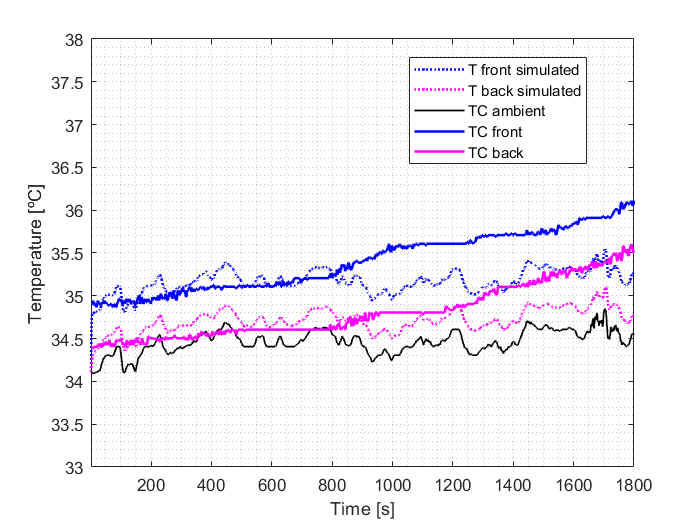 38
37.5
37
36.5
36
35.5
35
34.5
34
33.5
33
Temperature [ºC]
T front simulated
T back simulated
TC ambient
TC front
TC back
200 400 600 800 1000 1200 1400 1600 1800
Time [s]